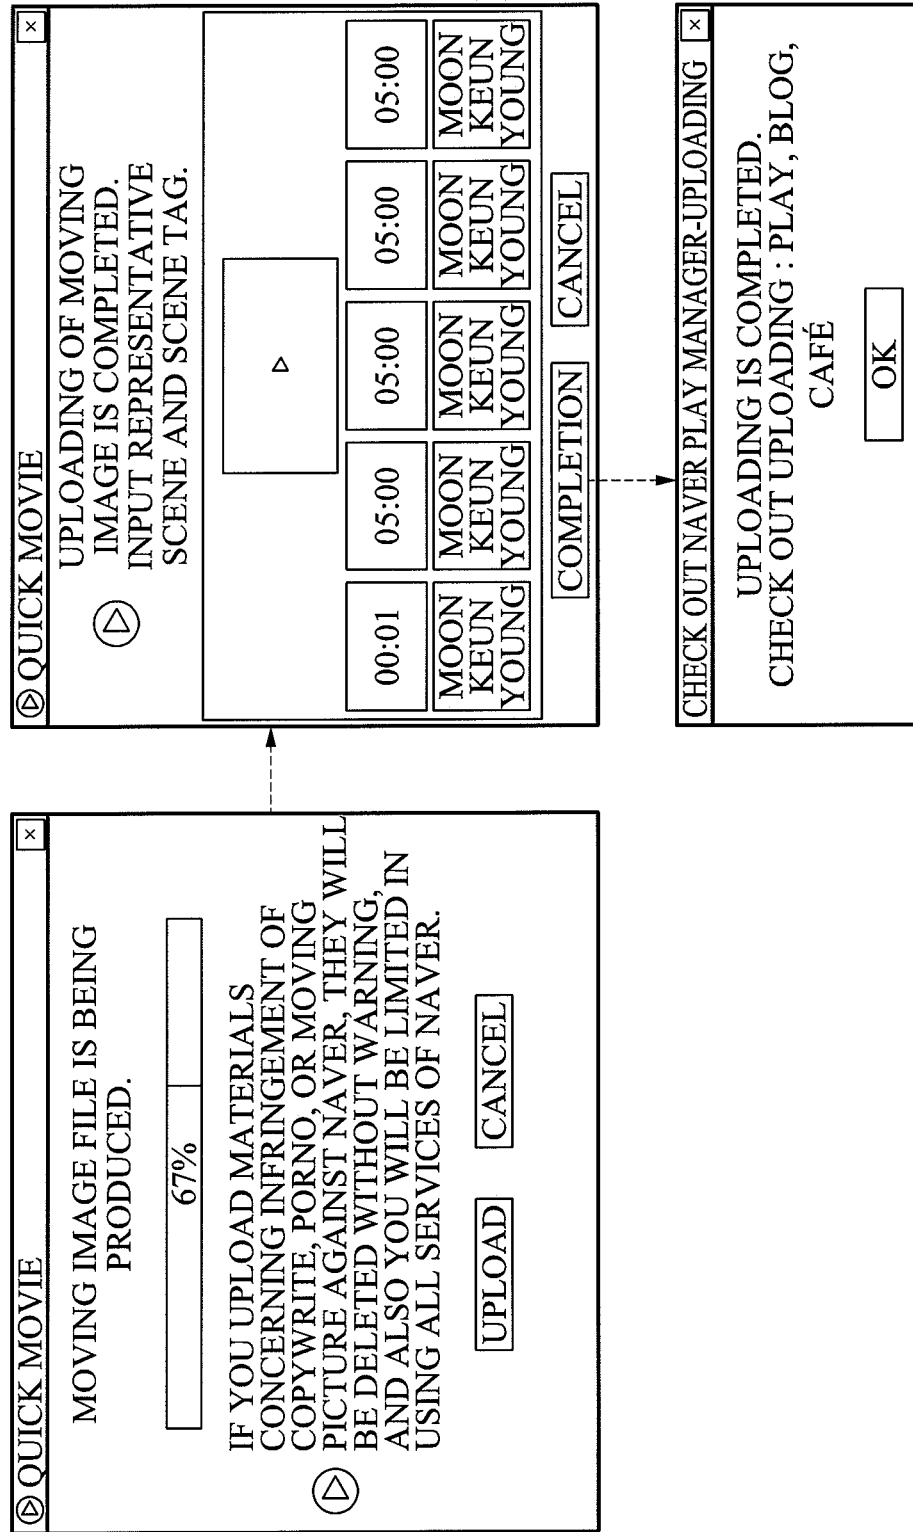 QUICK MOVIE
×
MOVING IMAGE FILE IS BEING
PRODUCED.
67%
IF YOU UPLOAD MATERIALS
CONCERNING INFRINGEMENT OF
COPYWRITE, PORNO, OR MOVING
PICTURE AGAINST NAVER, THEY WILL
BE DELETED WITHOUT WARNING,
AND ALSO YOU WILL BE LIMITED IN
USING ALL SERVICES OF NAVER.
UPLOAD
CANCEL
QUICK MOVIE
×
UPLOADING OF MOVING
IMAGE IS COMPLETED.
INPUT REPRESENTATIVE
SCENE AND SCENE TAG.
00:01
05:00
05:00
05:00
05:00
MOON
KEUN
YOUNG
MOON
KEUN
YOUNG
MOON
KEUN
YOUNG
MOON
KEUN
YOUNG
MOON
KEUN
YOUNG
COMPLETION
CANCEL
CHECK OUT NAVER PLAY MANAGER-UPLOADING
×
UPLOADING IS COMPLETED.
CHECK OUT UPLOADING : PLAY, BLOG,
CAFÉ
OK